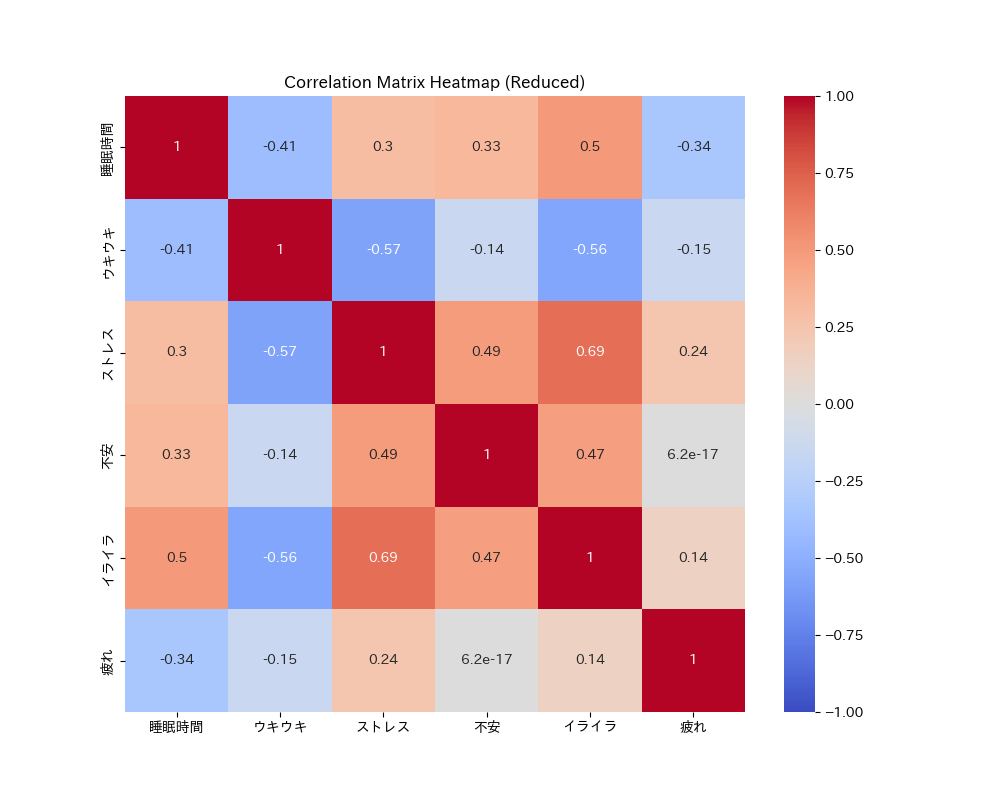 Correlation Matrix Heatmap (Reduced)
睡眠時間 1 -0.41 0.3 0.33 0.5 -0.34
ウキウキ -0.41 1 -0.57 -0.14 -0.56 -0.15
ストレス 0.3 -0.57 1 0.49 0.69 0.24
不安 0.33 -0.14 0.49 1 0.47 6.2e-17
イライラ 0.5 -0.56 0.69 0.47 1 0.14
疲れ -0.34 -0.15 0.24 6.2e-17 0.14 1
睡眠時間 ウキウキ ストレス 不安 イライラ 疲れ
1.00
0.75
0.50
0.25
0.00
−0.25
−0.50
−0.75
−1.00